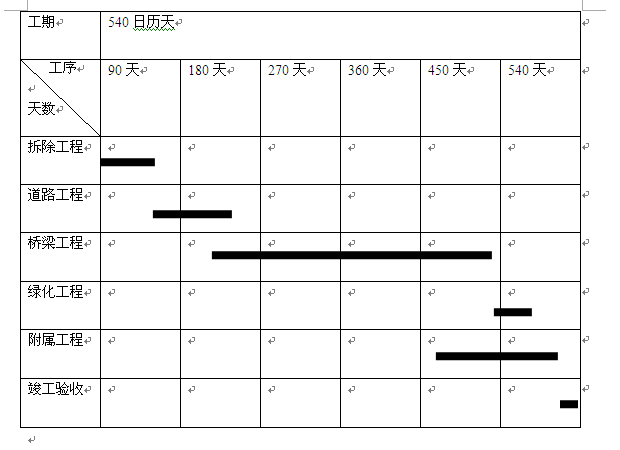 工期 540 日历天
工序
天数
90 天 180 天 270 天 360 天 450 天 540 天
拆除工程
道路工程
桥梁工程
绿化工程
附属工程
竣工验收